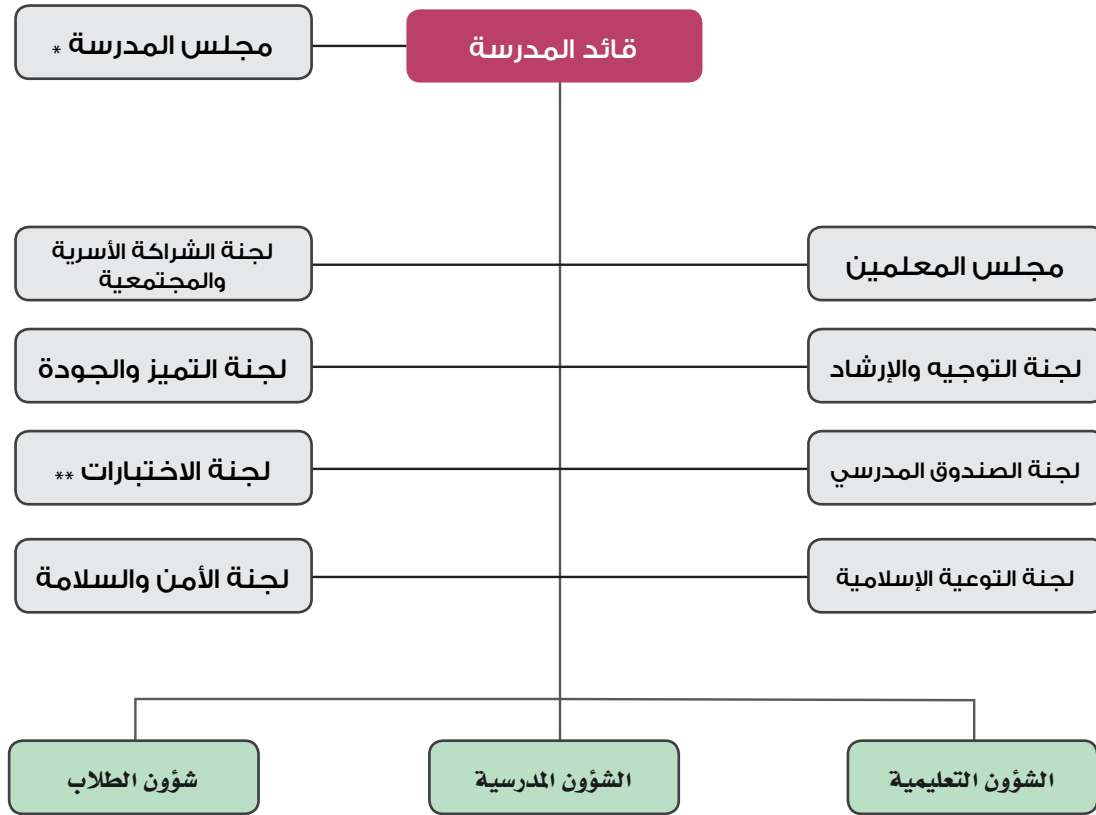 قائد المدرسة
مجلس المدرسة *
مجلس المعلمين
لجنة الشراكة الأسرية
والمجتمعية
لجنة التوجيه والإرشاد
لجنة التميز والجودة
لجنة الصندوق المدرسي
لجنة الاختبارات **
لجنة التوعية الإسلامية
لجنة الأمن والسلامة
الشؤون التعليمية
الشؤون المدرسية
شؤون الطلاب